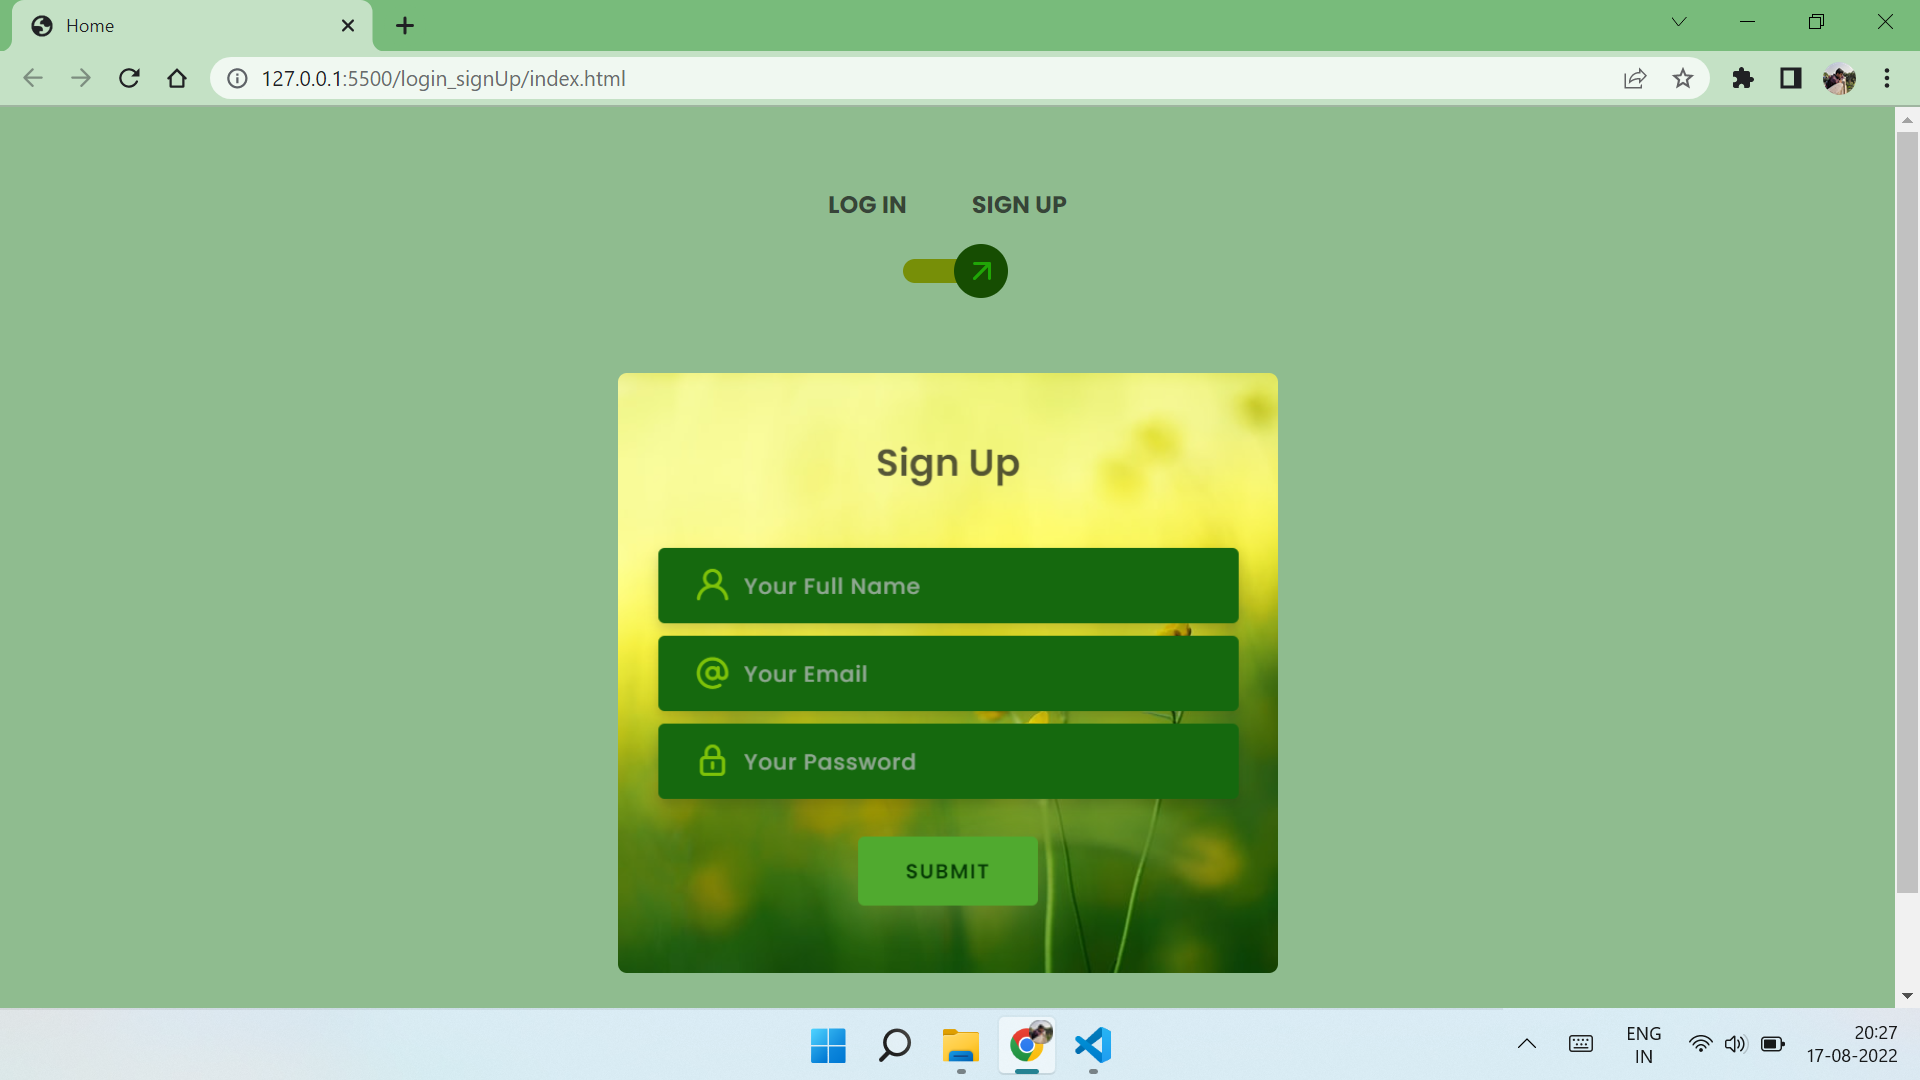 Home
127.0.0.1:5500/login_signUp/index.html
LOG IN SIGN UP
Sign Up
Your Full Name
@ Your Email
Your Password
SUBMIT
ENG
IN
20:27
17-08-2022